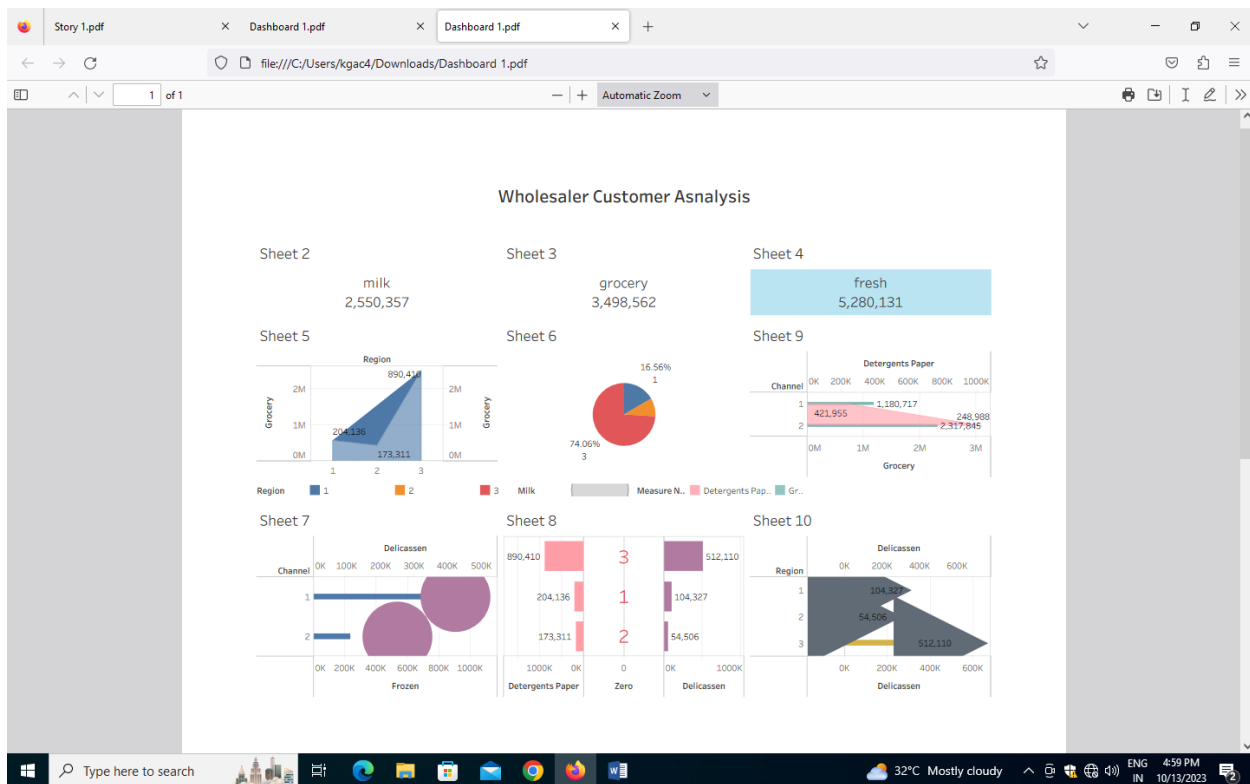 Story 1.pdf
Dashboard 1.pdf
Dashboard 1.pdf
file:///C:/Users/kgac4/Downloads/Dashboard 1.pdf
1 of 1
Automatic Zoom
Wholesaler Customer Asnalysis
Sheet 2
milk
2,550,357
Sheet 3
grocery
3,498,562
Sheet 4
fresh
5,280,131
Sheet 5
Region
890,410
2M
2M
Grocery
Grocery
1M
1M
204,136
173,311
0M
0M
1 2 3
Sheet 6
16.56%
1
74.06%
3
Sheet 9
Detergents Paper
Channel
0K 200K 400K 600K 800K 1000K
1
1,180,717
421,955
248,988
2
2,317,845
0M 1M 2M 3M
Grocery
Region 1 2 3
Milk
Measure N.. Detergents Pap.. Gr..
Sheet 7
Delicassen
Channel
0K 100K 200K 300K 400K 500K
1
2
0K 200K 400K 600K 800K 1000K
Frozen
Sheet 8
890,410 3 512,110
204,136 1 104,327
173,311 2 54,506
1000K 0K 0 0K 1000K
Detergents Paper Zero Delicassen
Sheet 10
Delicassen
Region
0K 200K 400K 600K
1
104,327
2
54,506
3
512,110
0K 200K 400K 600K
Delicassen
Type here to search
32°C Mostly cloudy
ENG
IN
4:59 PM
10/13/2023
2